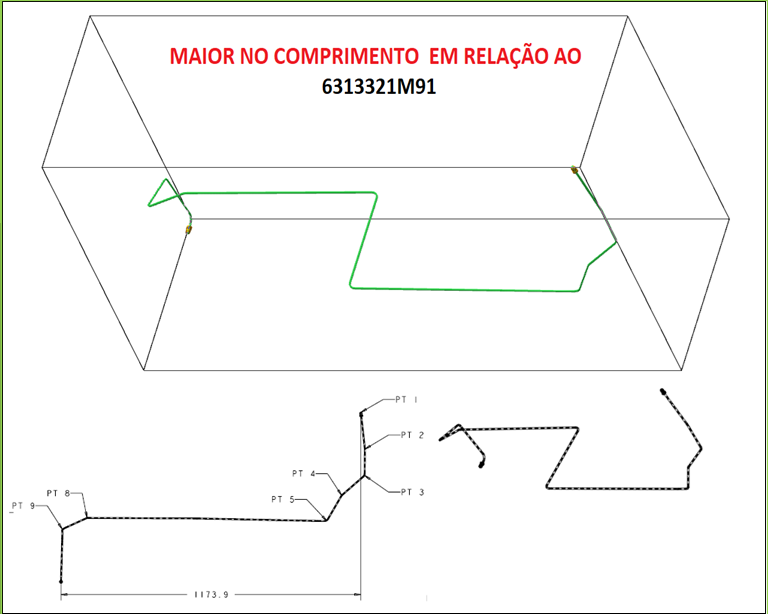 MAIOR NO COMPRIMENTO EM RELAÇÃO AO
6313321M91
PT 1
PT 2
PT 4
PT 3
PT 8
PT 5
PT 9
1173.9